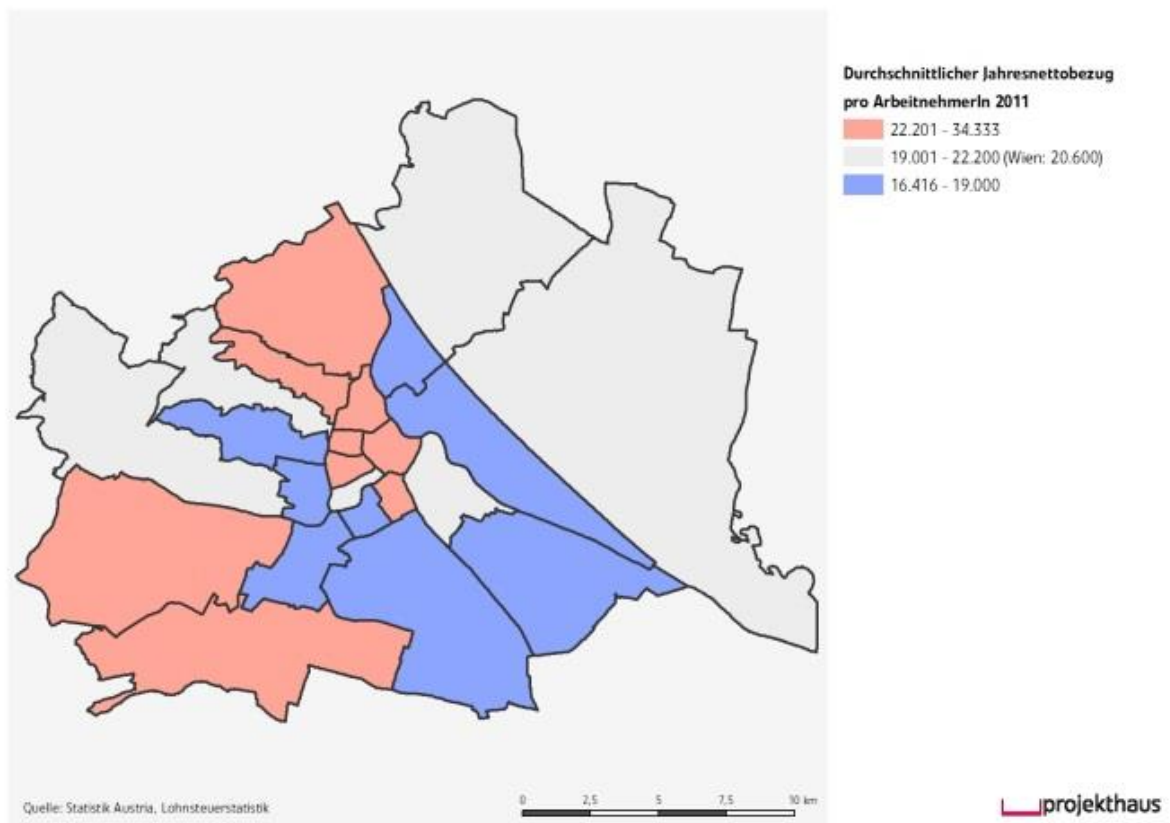 Durchschnittlicher Jahresnettobezug
pro ArbeitnehmerIn 2011
22.201 - 34.333
19.001 - 22.200 (Wien: 20.600)
16.416 - 19.000
Quelle: Statistik Austria, Lohnsteuerstatistik
0 2,5 5 7,5 10 km
projekthaus